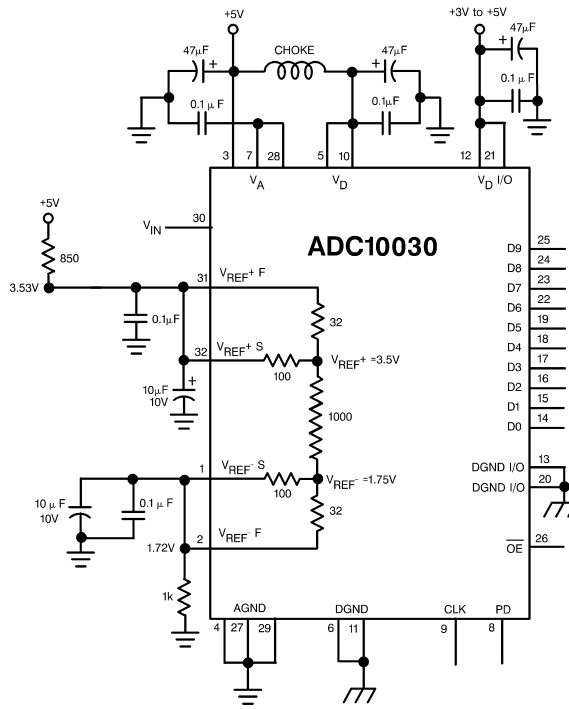 +5V
+3V to +5V
47µF
+
CHOKE
+
47µF
+
47µF
0.1 µ F
0.1µF
0.1 µ F
3
7
28
5
10
12
21
VA
VD
VD I/O
ADC10030
+5V
850
3.53V
VIN
30
31
VREF+ F
32
0.1µF
32
VREF+ S
100
VREF+ =3.5V
10µF
10V
+
1000
1
VREF- S
100
VREF- =1.75V
10 µ F
10V
0.1 µ F
32
2
VREF- F
1.72V
1k
D9
25
D8
24
D7
23
D6
22
D5
19
D4
18
D3
17
D2
16
D1
15
D0
14
DGND I/O
13
DGND I/O
20
OE
26
AGND
DGND
CLK
PD
4
27
29
6
11
9
8